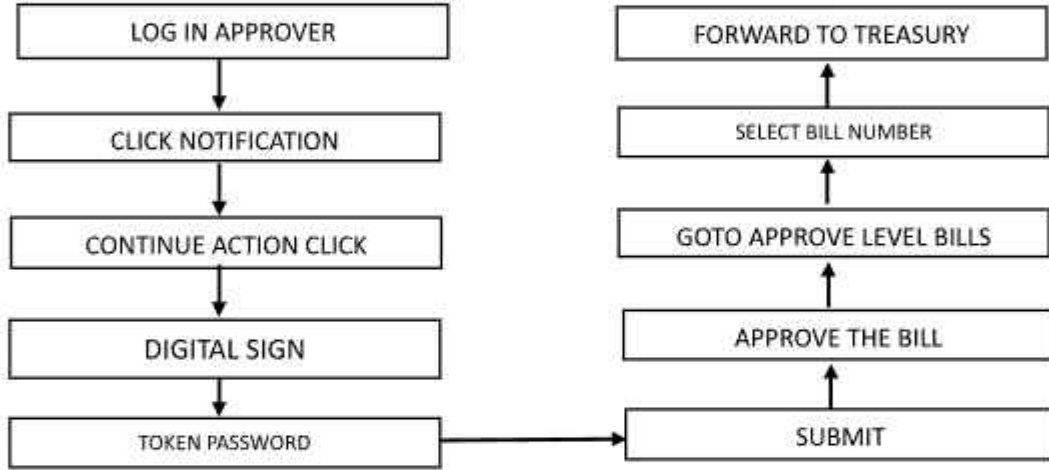 LOG IN APPROVER
CLICK NOTIFICATION
CONTINUE ACTION CLICK
DIGITAL SIGN
TOKEN PASSWORD
SUBMIT
APPROVE THE BILL
GOTO APPROVE LEVEL BILLS
SELECT BILL NUMBER
FORWARD TO TREASURY